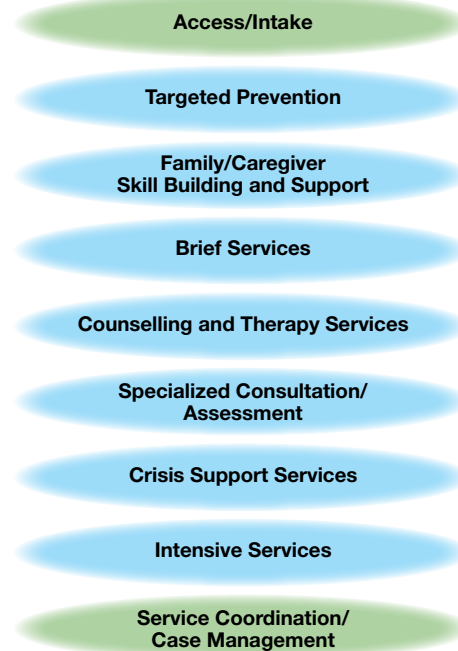 Access/Intake
Targeted Prevention
Family/Caregiver
Skill Building and Support
Brief Services
Counselling and Therapy Services
Specialized Consultation/
Assessment
Crisis Support Services
Intensive Services
Service Coordination/
Case Management